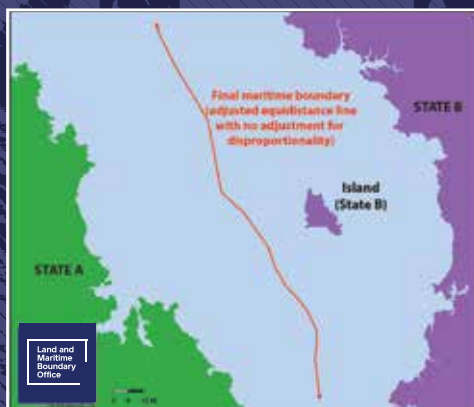 Final maritime boundary
(adjusted equidistance line
with no adjustment for
disproportionality)
STATE B
Island
(State B)
STATE A
Land and
Maritime
Boundary
Office